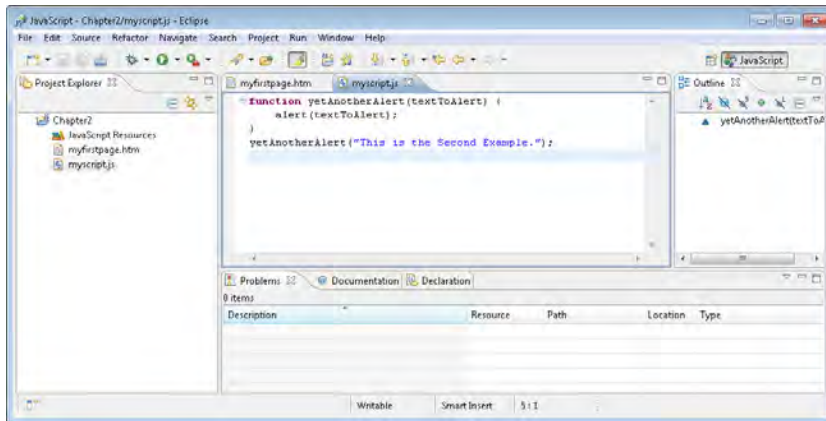 JavaScript - Chapter2/myscript.js - Eclipse
File Edit Source Refactor Navigate Search Project Run Window Help
JavaScript
Project Explorer
Chapter2
JavaScript Resources
myfirstpage.htm
myscript.js
myfirstpage.htm
myscript.js
function yetAnotherAlert(textToAlert) {
alert(textToAlert);
}
yetAnotherAlert("This is the Second Example.");
Outline
yetAnotherAlert(textToA
Problems
Documentation
Declaration
0 items
Description Resource Path Location Type
Writable Smart Insert 5 : 1